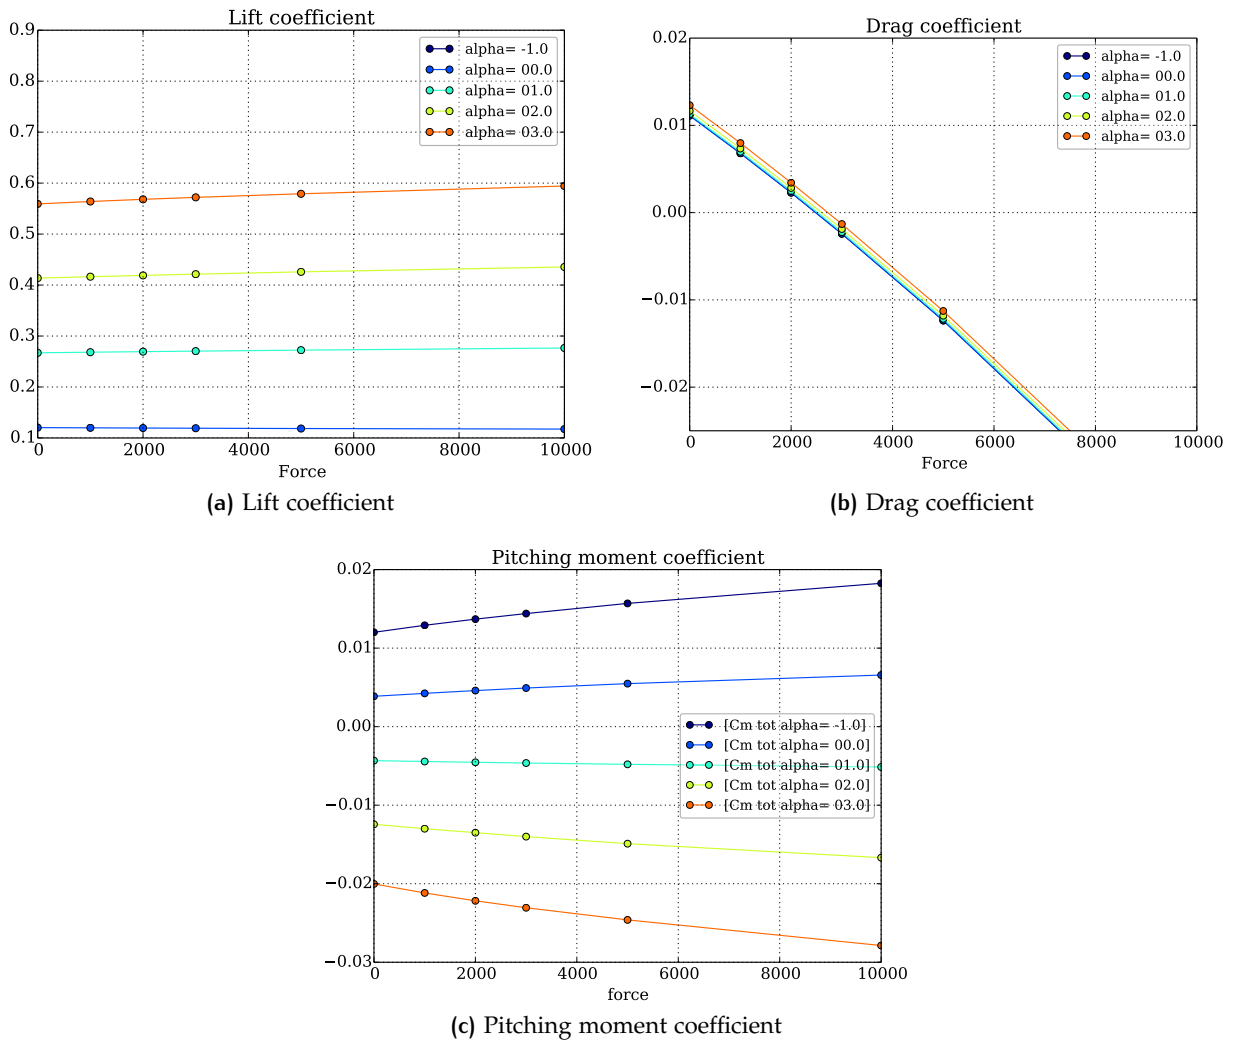 Lift coefficient
0.9
0.8
0.7
0.6
0.5
0.4
0.3
0.2
0.1
alpha= -1.0
alpha= 00.0
alpha= 01.0
alpha= 02.0
alpha= 03.0
0 2000 4000 6000 8000 10000
Force
(a) Lift coefficient
Drag coefficient
0.02
0.01
0.00
−0.01
−0.02
alpha= -1.0
alpha= 00.0
alpha= 01.0
alpha= 02.0
alpha= 03.0
0 2000 4000 6000 8000 10000
Force
(b) Drag coefficient
Pitching moment coefficient
0.02
0.01
0.00
−0.01
−0.02
−0.03
[Cm tot alpha= -1.0]
[Cm tot alpha= 00.0]
[Cm tot alpha= 01.0]
[Cm tot alpha= 02.0]
[Cm tot alpha= 03.0]
0 2000 4000 6000 8000 10000
force
(c) Pitching moment coefficient